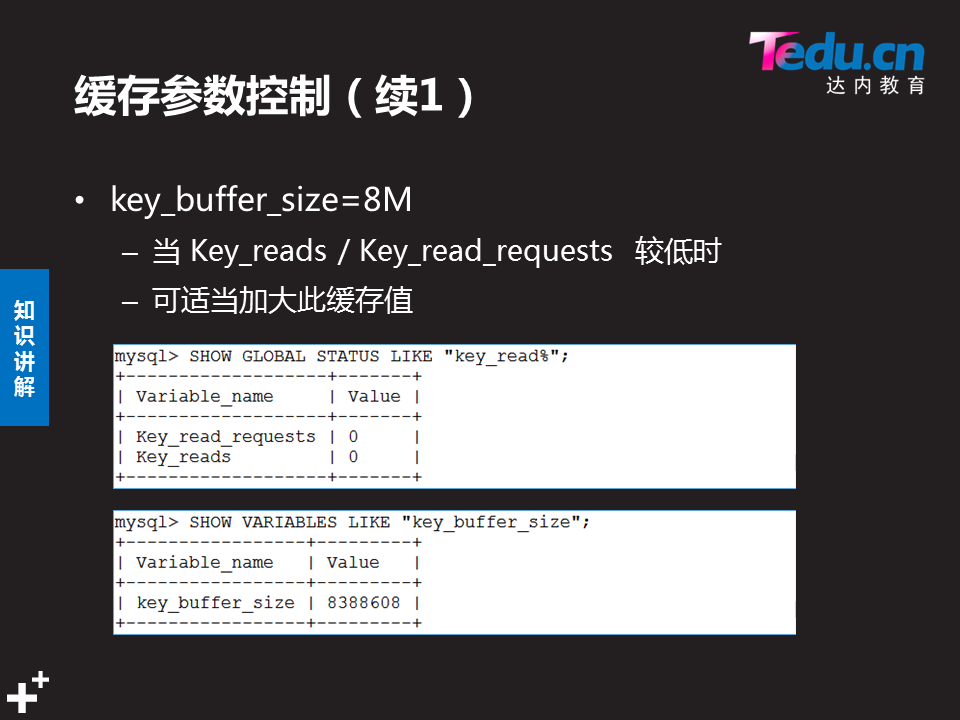 Tedu.cn
达内教育
缓存参数控制（续1）
• key_buffer_size=8M
– 当 Key_reads / Key_read_requests 较低时
– 可适当加大此缓存值
知识讲解
mysql> SHOW GLOBAL STATUS LIKE "key_read%";
+-------------------+-------+
| Variable_name     | Value |
+-------------------+-------+
| Key_read_requests | 0     |
| Key_reads         | 0     |
+-------------------+-------+
mysql> SHOW VARIABLES LIKE "key_buffer_size";
+-----------------+---------+
| Variable_name   | Value   |
+-----------------+---------+
| key_buffer_size | 8388608 |
+-----------------+---------+